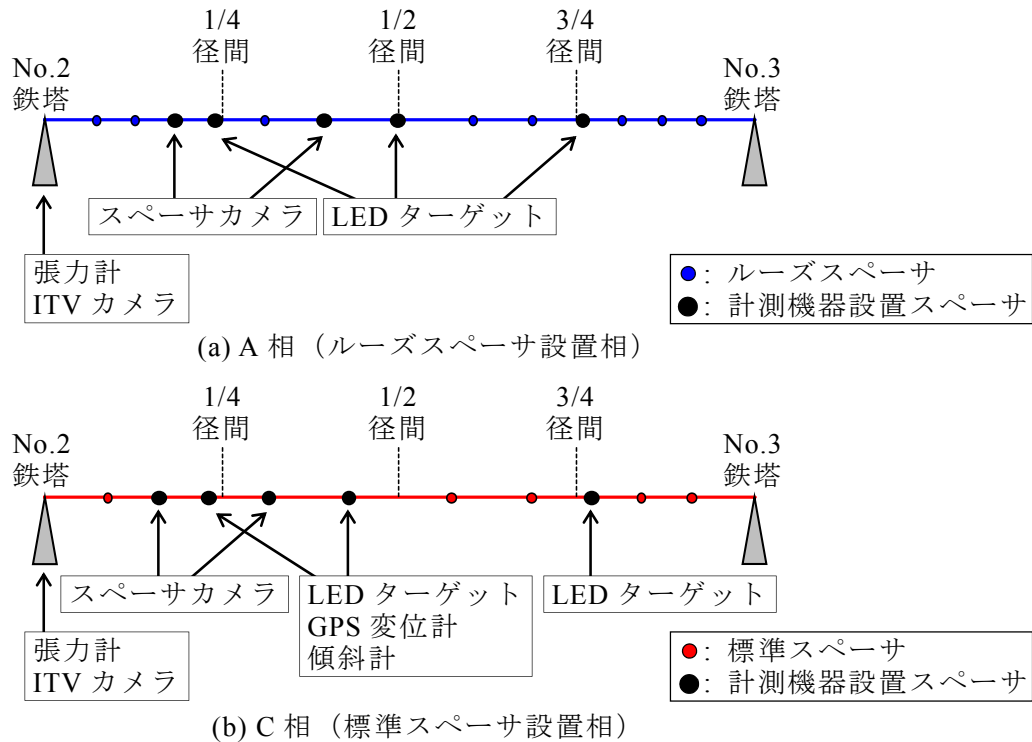 1/4
径間
1/2
径間
3/4
径間
No.2
鉄塔
No.3
鉄塔
スペーサカメラ
LED ターゲット
張力計
ITV カメラ
: ルーズスペーサ
: 計測機器設置スペーサ
(a) A 相（ルーズスペーサ設置相）
1/4
径間
1/2
径間
3/4
径間
No.2
鉄塔
No.3
鉄塔
スペーサカメラ
LED ターゲット
GPS 変位計
傾斜計
LED ターゲット
張力計
ITV カメラ
: 標準スペーサ
: 計測機器設置スペーサ
(b) C 相（標準スペーサ設置相）